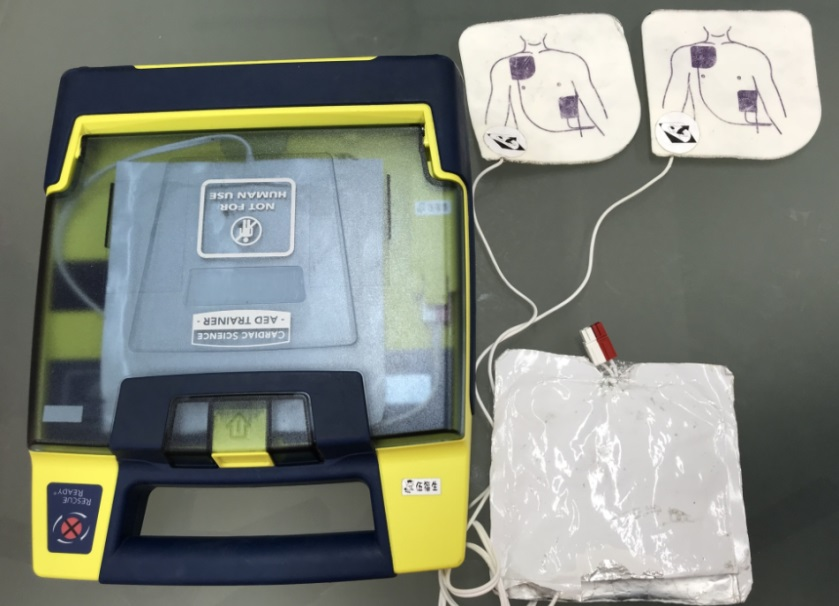 NOT FOR
HUMAN USE
CARDIAC SCIENCE
- AED TRAINER -
RESCUE
READY®